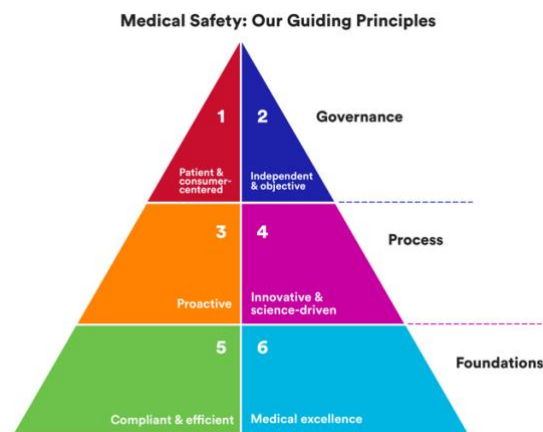 Medical Safety: Our Guiding Principles
1
2
Governance
Patient &
consumer-
centered
Independent
& objective
3
4
Process
Proactive
Innovative &
science-driven
5
6
Foundations
Compliant & efficient
Medical excellence